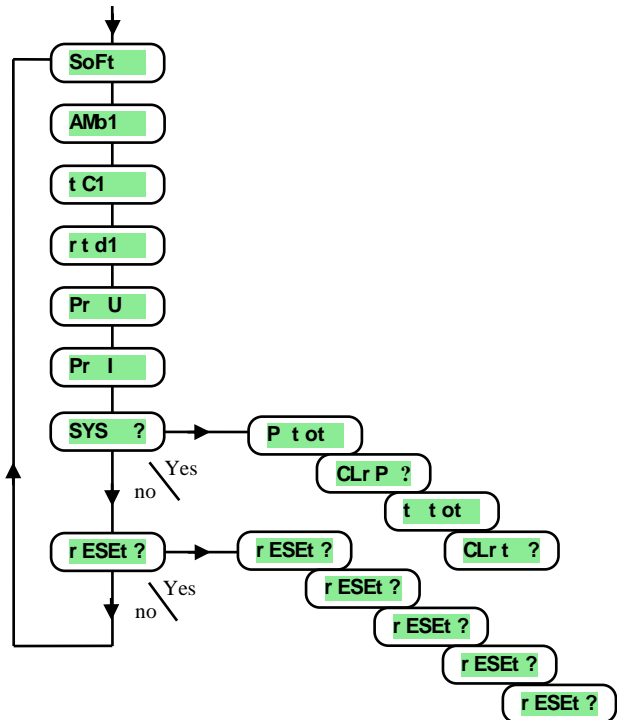 SoFt
AMb1
t C1
r t d1
Pr U
Pr I
SYS ?
P t ot
CLr P ?
t t ot
CLr t ?
Yes
no
r ESEt ?
r ESEt ?
r ESEt ?
r ESEt ?
r ESEt ?
r ESEt ?
Yes
no